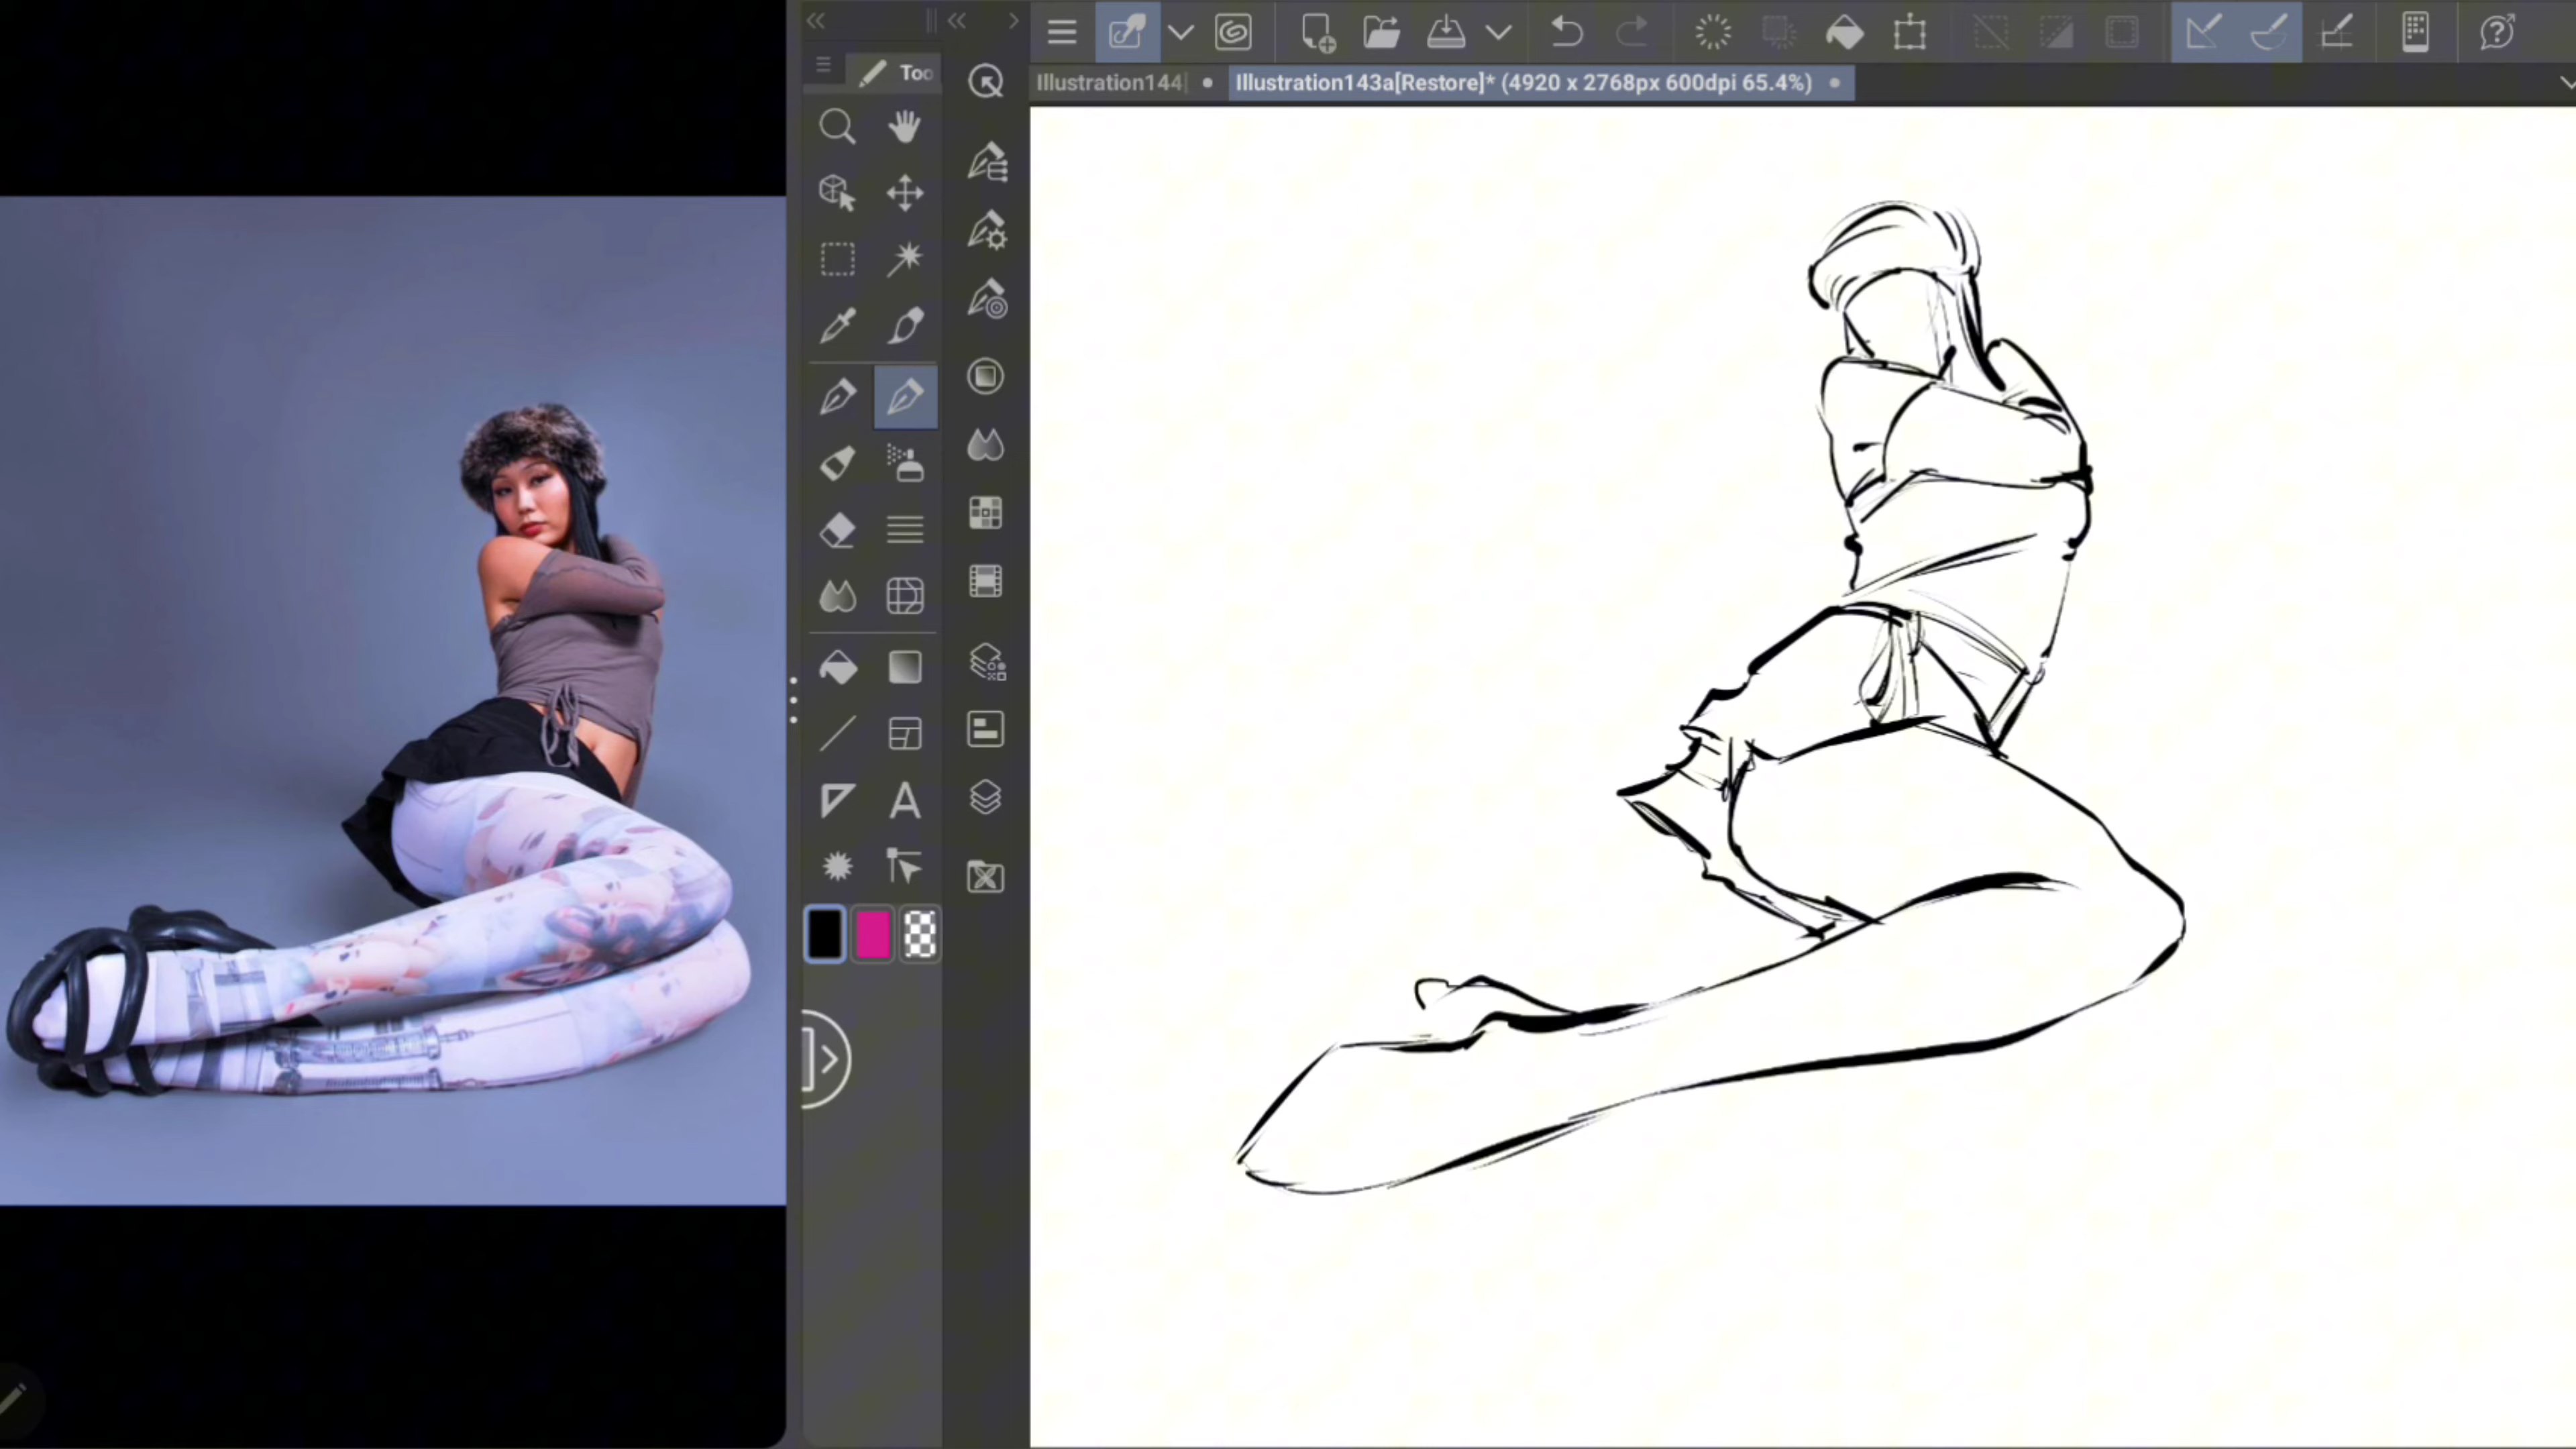 Too
Illustration144
Illustration143a[Restore]* (4920 x 2768px 600dpi 65.4%)